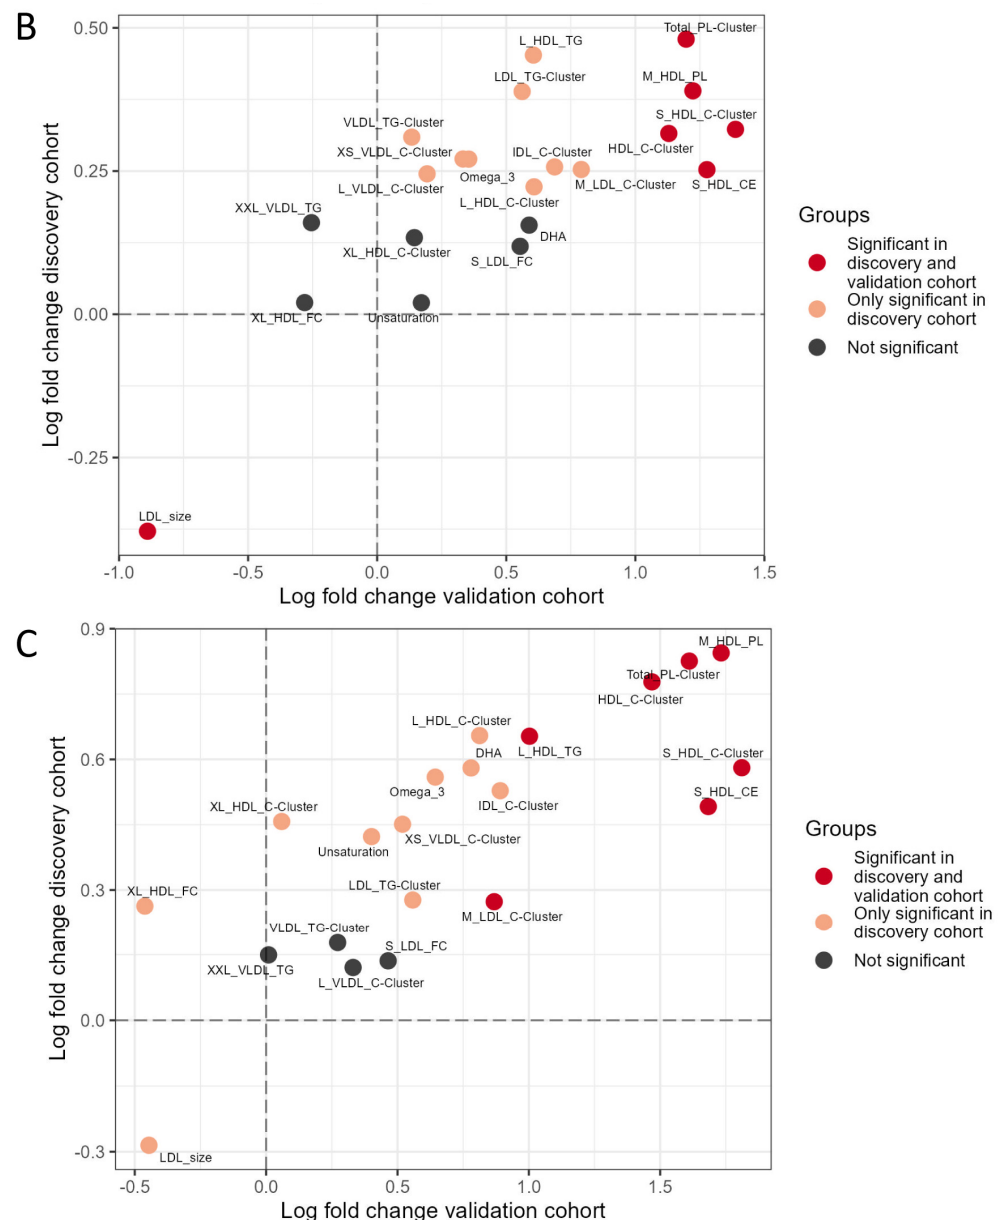 B
0.50
0.25
0.00
-0.25
Log fold change discovery cohort
Total_PL-Cluster
L_HDL_TG
M_HDL_PL
LDL_TG-Cluster
S_HDL_C-Cluster
VLDL_TG-Cluster
HDL_C-Cluster
XS_VLDL_C-Cluster
IDL_C-Cluster
Omega_3
M_LDL_C-Cluster
S_HDL_CE
L_VLDL_C-Cluster
L_HDL_C-Cluster
XXL_VLDL_TG
DHA
XL_HDL_C-Cluster
S_LDL_FC
XL_HDL_FC
Unsaturation
LDL_size
-1.0 -0.5 0.0 0.5 1.0 1.5
Log fold change validation cohort
Groups
Significant in
discovery and
validation cohort
Only significant in
discovery cohort
Not significant
C
0.9
0.6
0.3
0.0
-0.3
Log fold change discovery cohort
M_HDL_PL
Total_PL-Cluster
HDL_C-Cluster
L_HDL_C-Cluster
L_HDL_TG
S_HDL_C-Cluster
DHA
Omega_3
IDL_C-Cluster
S_HDL_CE
XL_HDL_C-Cluster
XS_VLDL_C-Cluster
Unsaturation
LDL_TG-Cluster
XL_HDL_FC
M_LDL_C-Cluster
VLDL_TG-Cluster
S_LDL_FC
XXL_VLDL_TG
L_VLDL_C-Cluster
LDL_size
-0.5 0.0 0.5 1.0 1.5
Log fold change validation cohort
Groups
Significant in
discovery and
validation cohort
Only significant in
discovery cohort
Not significant